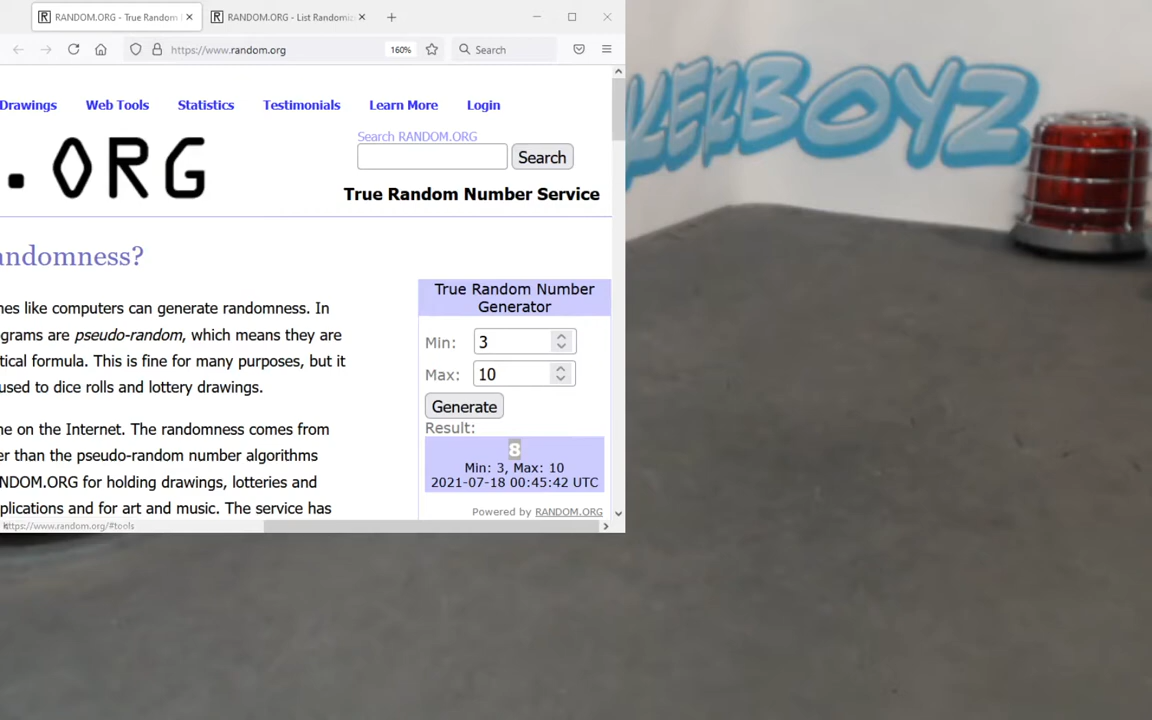 RANDOM.ORG - True Random
RANDOM.ORG - List Randomiz
https://www.random.org
160%
Search
Drawings Web Tools Statistics Testimonials Learn More Login
Search RANDOM.ORG
.ORG
Search
True Random Number Service
andomness?
True Random Number
Generator
nes like computers can generate randomness. In
ograms are pseudo-random, which means they are
tical formula. This is fine for many purposes, but it
used to dice rolls and lottery drawings.
Min: 3
Max: 10
Generate
Result:
8
Min: 3, Max: 10
2021-07-18 00:45:42 UTC
ne on the Internet. The randomness comes from
er than the pseudo-random number algorithms
NDOM.ORG for holding drawings, lotteries and
plications and for art and music. The service has
Powered by RANDOM.ORG
https://www.random.org/#tools
KERBOYZ